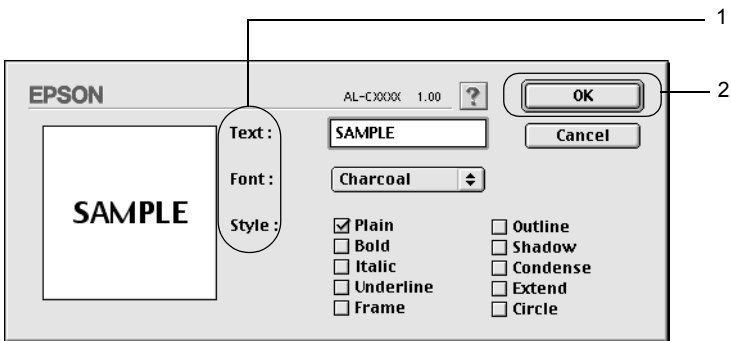 1
EPSON
AL-CXXXX 1.00 ?
OK
2
Text : SAMPLE
Cancel
Font : Charcoal
SAMPLE
Style :
Plain
Outline
Bold
Shadow
Italic
Condense
Underline
Extend
Frame
Circle